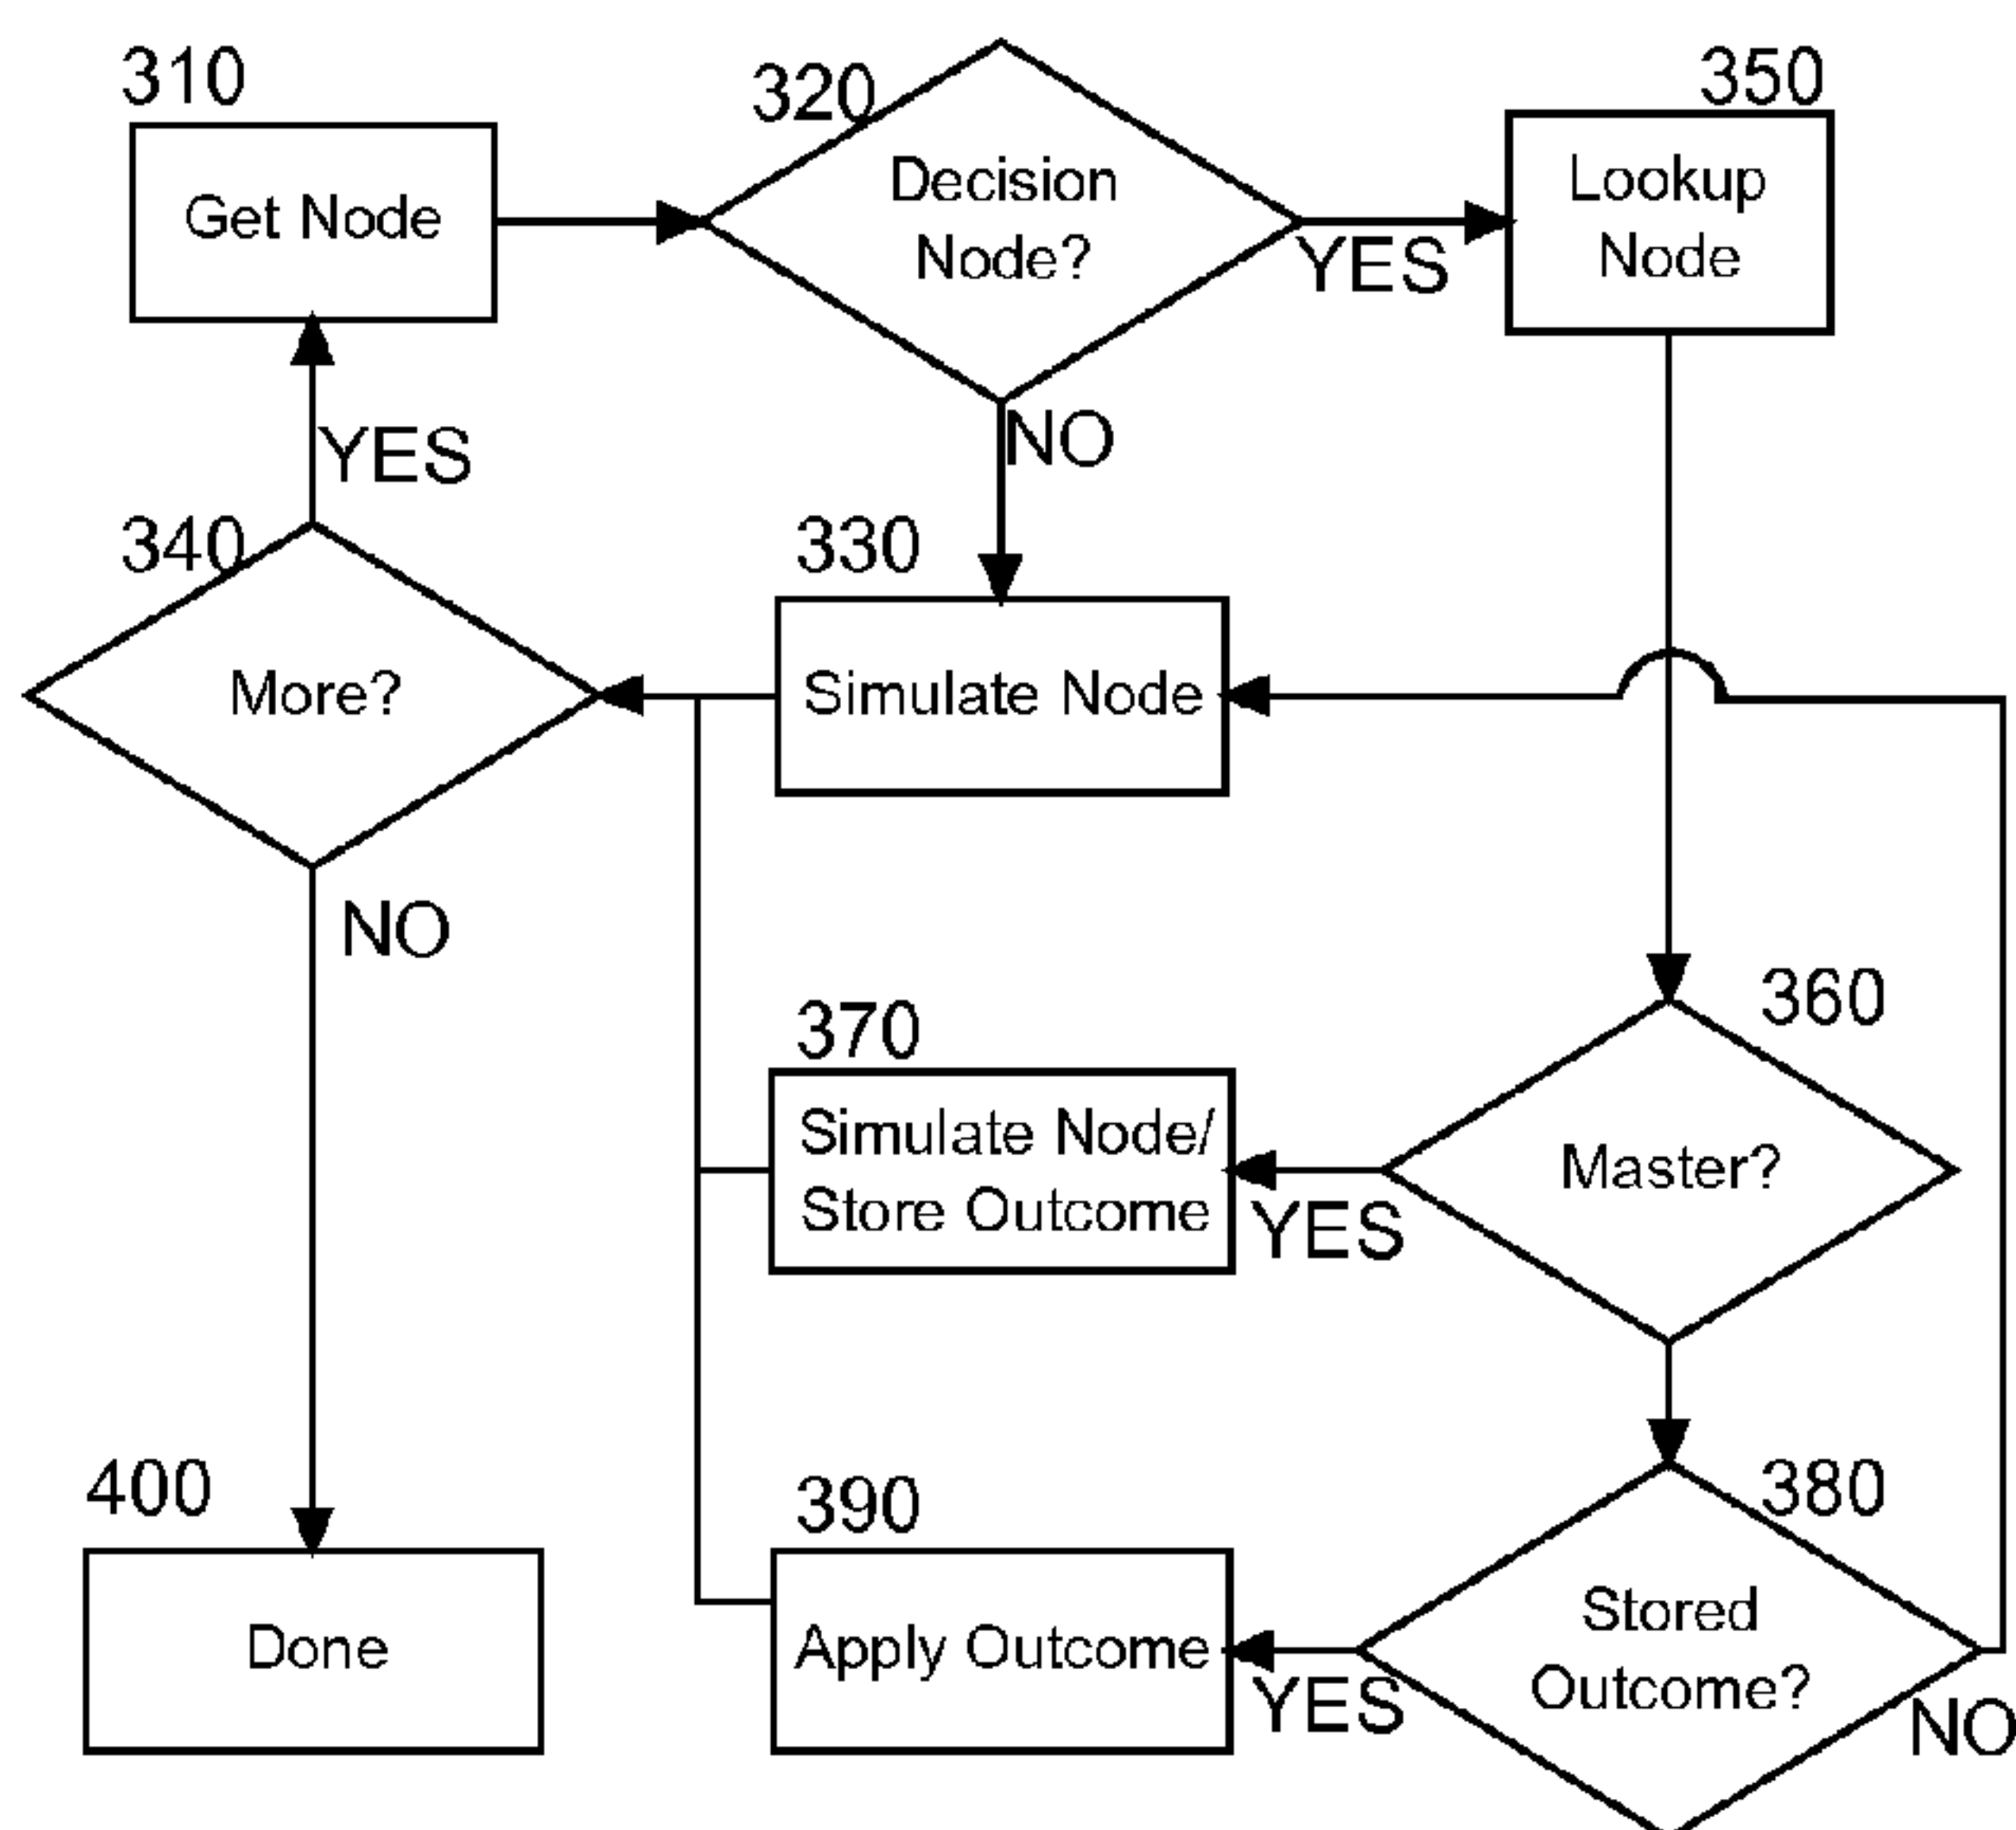 310
Get Node
320
Decision
Node?
YES
350
Lookup
Node
NO
YES
340
More?
330
Simulate Node
NO
360
Master?
370
Simulate Node/
Store Outcome
YES
380
Stored
Outcome?
NO
390
Apply Outcome
YES
400
Done